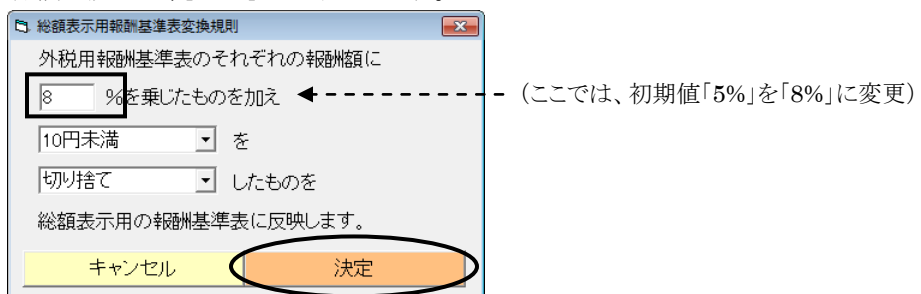 総額表示用報酬基準表変換規則
外税用報酬基準表のそれぞれの報酬額に
8 %を乗じたものを加え (ここでは、初期値「5%」を「8%」に変更)
10円未満 を
切り捨て したものを
総額表示用の報酬基準表に反映します。
キャンセル 決定